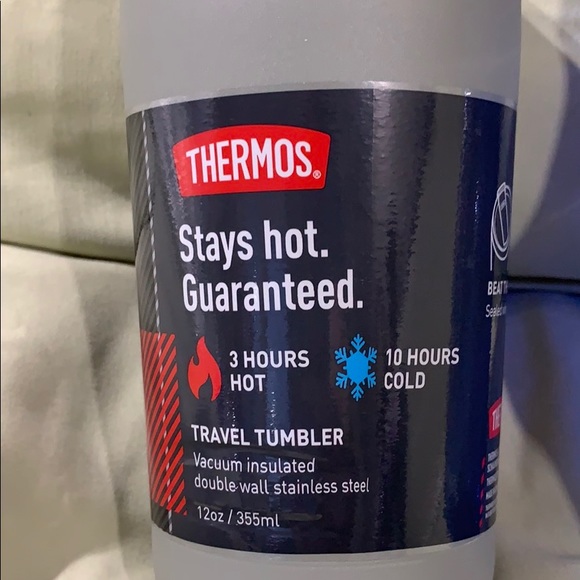 THERMOS®
Stays hot.
Guaranteed.
3 HOURS
HOT
10 HOURS
COLD
TRAVEL TUMBLER
Vacuum insulated
double wall stainless steel
12oz / 355ml
BEAT